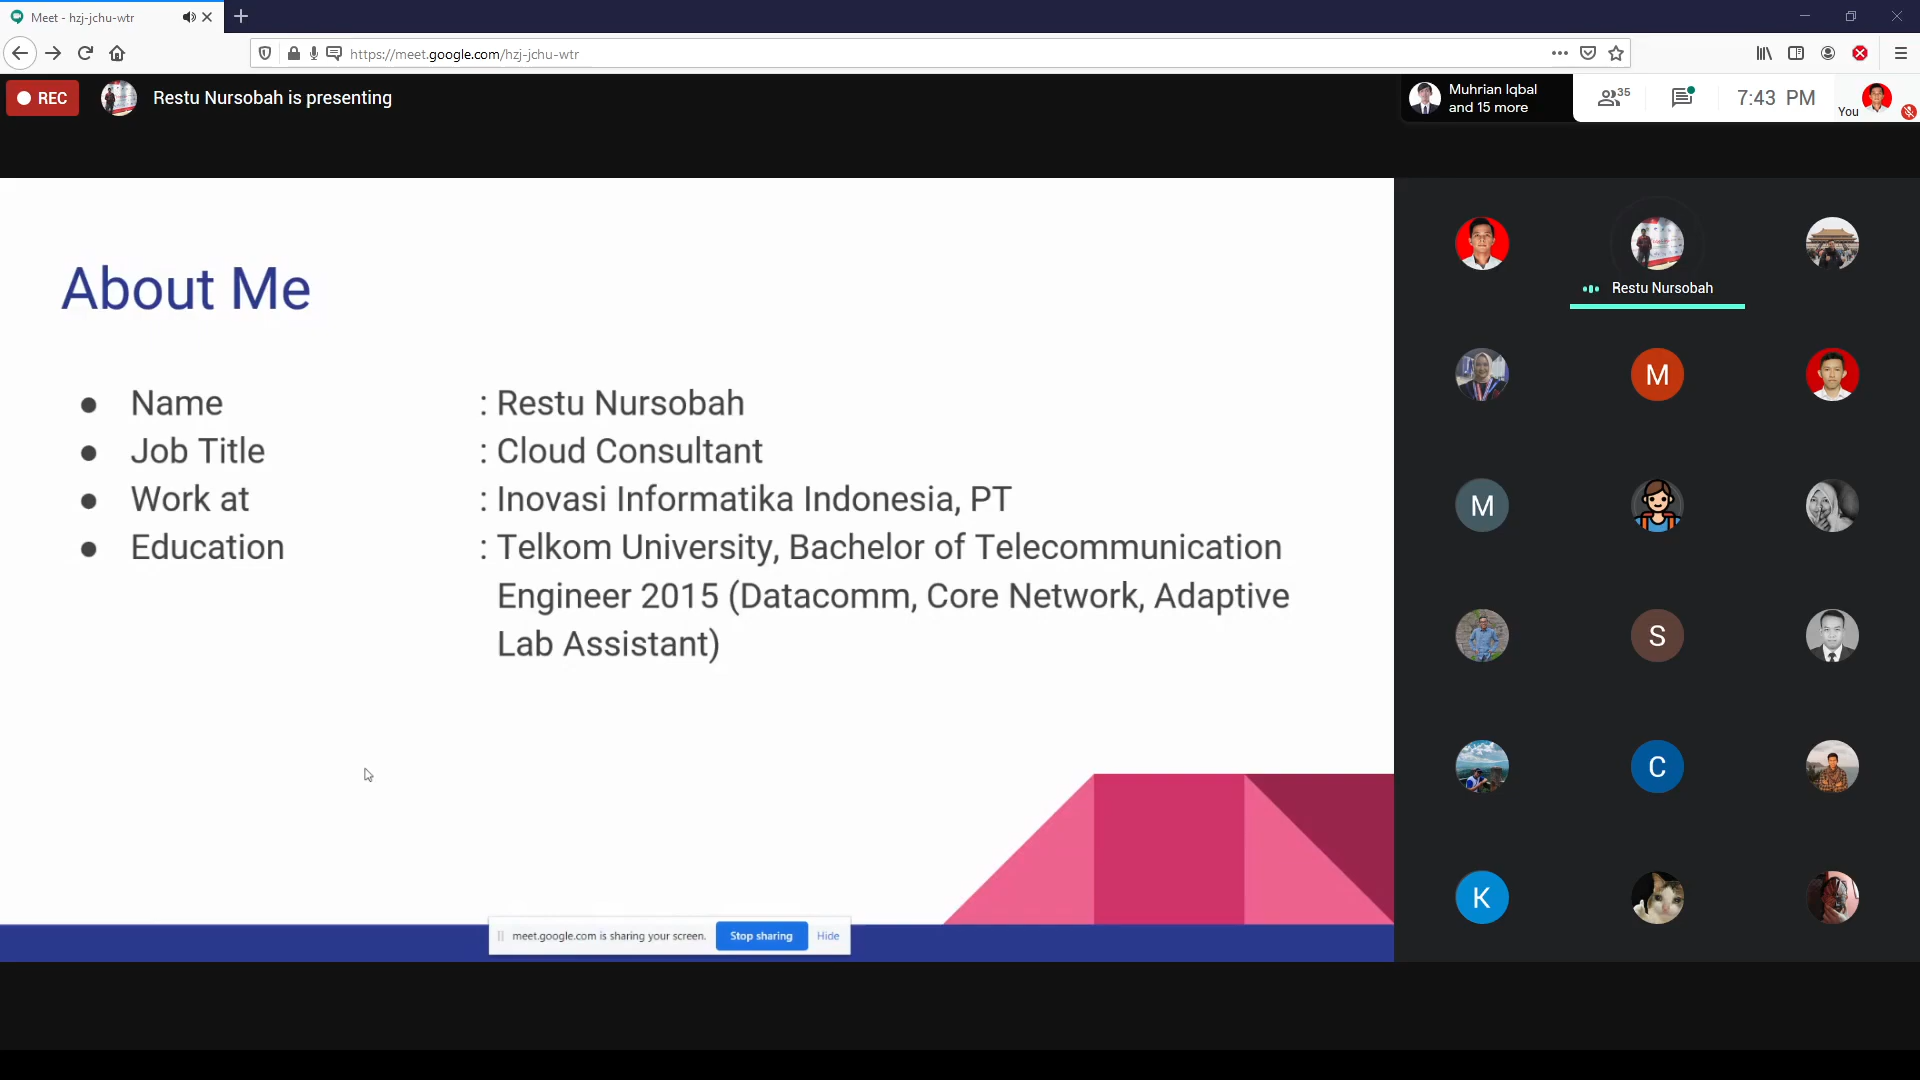 Meet - hzj-jchu-wtr
https://meet.google.com/hzj-jchu-wtr
REC
Restu Nursobah is presenting
Muhrian Iqbal
and 15 more
35
7:43 PM
You
About Me
● Name : Restu Nursobah
● Job Title : Cloud Consultant
● Work at : Inovasi Informatika Indonesia, PT
● Education : Telkom University, Bachelor of Telecommunication
Engineer 2015 (Datacomm, Core Network, Adaptive
Lab Assistant)
meet.google.com is sharing your screen.
Stop sharing
Hide
Restu Nursobah
M
M
S
C
K